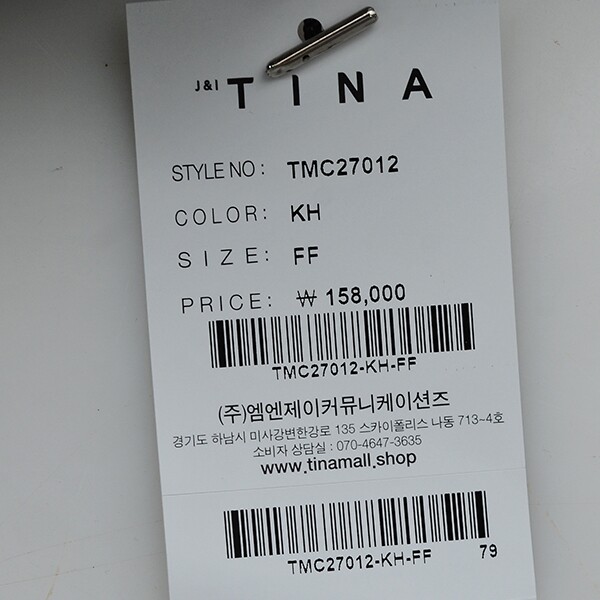 J&I TINA
STYLE NO: TMC27012
COLOR: KH
SIZE: FF
PRICE: ₩ 158,000
TMC27012-KH-FF
(주)엠엔제이커뮤니케이션즈
경기도 하남시 미사강변한강로 135 스카이폴리스 나동 713~4호
소비자 상담실 : 070-4647-3635
www.tinamall.shop
TMC27012-KH-FF 79